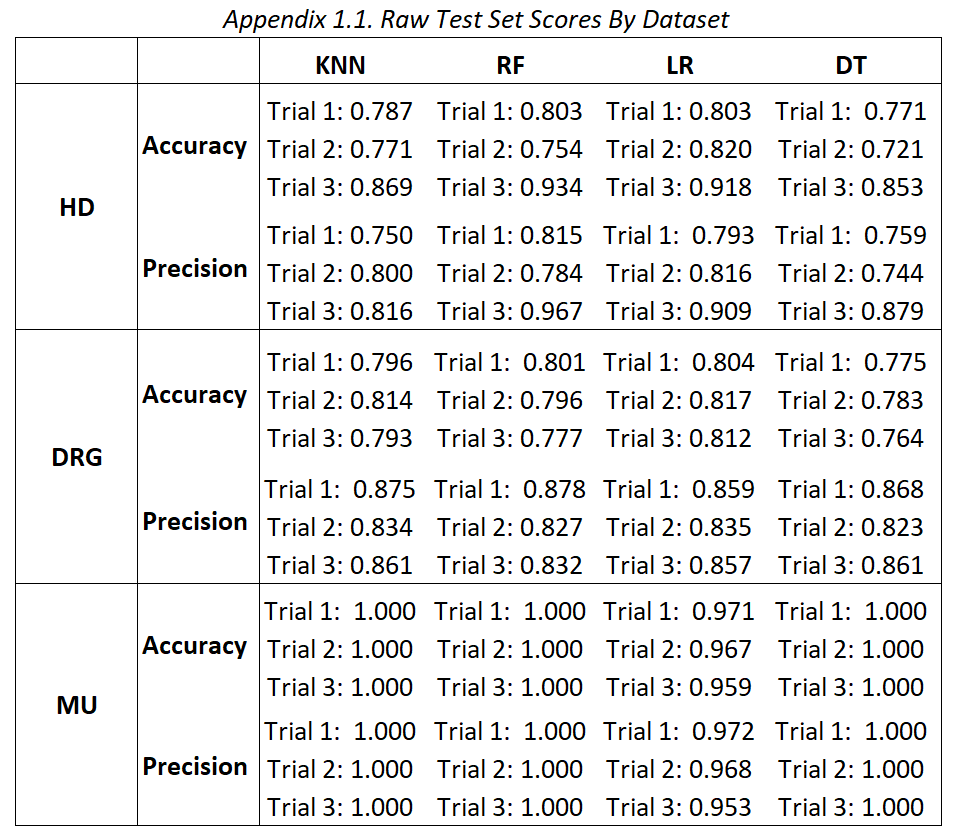 Appendix 1.1. Raw Test Set Scores By Dataset
KNN RF LR DT
HD
Accuracy
Trial 1: 0.787 Trial 1: 0.803 Trial 1: 0.803 Trial 1: 0.771
Trial 2: 0.771 Trial 2: 0.754 Trial 2: 0.820 Trial 2: 0.721
Trial 3: 0.869 Trial 3: 0.934 Trial 3: 0.918 Trial 3: 0.853
Precision
Trial 1: 0.750 Trial 1: 0.815 Trial 1: 0.793 Trial 1: 0.759
Trial 2: 0.800 Trial 2: 0.784 Trial 2: 0.816 Trial 2: 0.744
Trial 3: 0.816 Trial 3: 0.967 Trial 3: 0.909 Trial 3: 0.879
DRG
Accuracy
Trial 1: 0.796 Trial 1: 0.801 Trial 1: 0.804 Trial 1: 0.775
Trial 2: 0.814 Trial 2: 0.796 Trial 2: 0.817 Trial 2: 0.783
Trial 3: 0.793 Trial 3: 0.777 Trial 3: 0.812 Trial 3: 0.764
Precision
Trial 1: 0.875 Trial 1: 0.878 Trial 1: 0.859 Trial 1: 0.868
Trial 2: 0.834 Trial 2: 0.827 Trial 2: 0.835 Trial 2: 0.823
Trial 3: 0.861 Trial 3: 0.832 Trial 3: 0.857 Trial 3: 0.861
MU
Accuracy
Trial 1: 1.000 Trial 1: 1.000 Trial 1: 0.971 Trial 1: 1.000
Trial 2: 1.000 Trial 2: 1.000 Trial 2: 0.967 Trial 2: 1.000
Trial 3: 1.000 Trial 3: 1.000 Trial 3: 0.959 Trial 3: 1.000
Precision
Trial 1: 1.000 Trial 1: 1.000 Trial 1: 0.972 Trial 1: 1.000
Trial 2: 1.000 Trial 2: 1.000 Trial 2: 0.968 Trial 2: 1.000
Trial 3: 1.000 Trial 3: 1.000 Trial 3: 0.953 Trial 3: 1.000